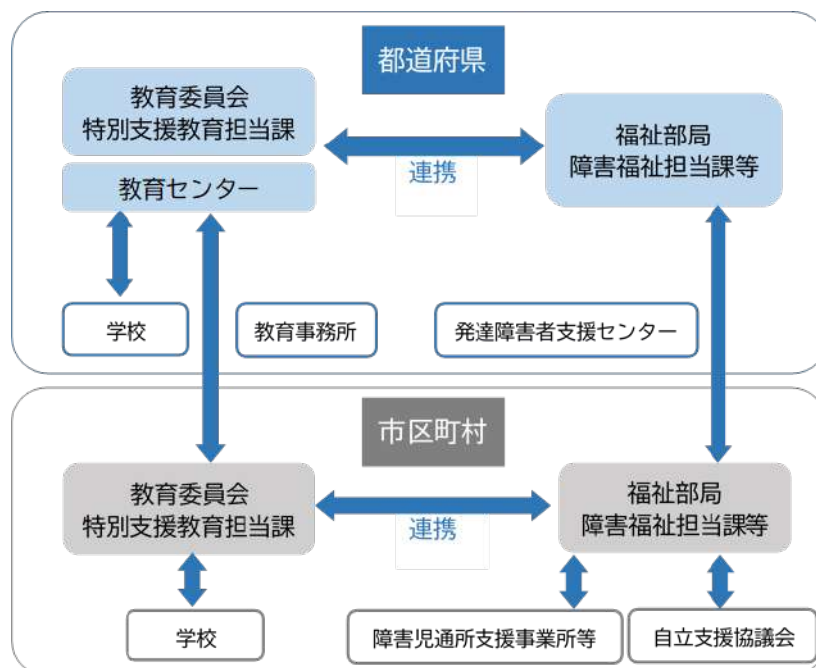 都道府県
教育委員会
特別支援教育担当課
教育センター
連携
福祉部局
障害福祉担当課等
学校
教育事務所
発達障害者支援センター
市区町村
教育委員会
特別支援教育担当課
連携
福祉部局
障害福祉担当課等
学校
障害児通所支援事業所等
自立支援協議会